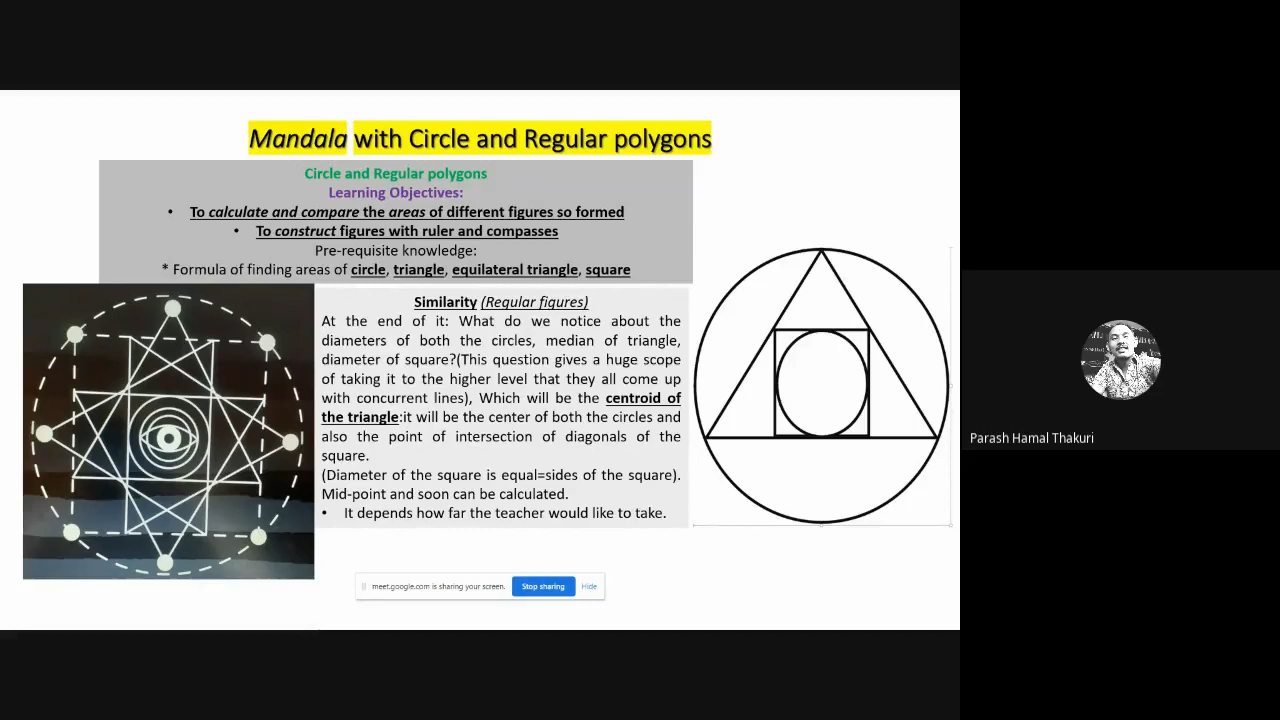 Mandala with Circle and Regular polygons
Circle and Regular polygons
Learning Objectives:
• To calculate and compare the areas of different figures so formed
• To construct figures with ruler and compasses
Pre-requisite knowledge:
* Formula of finding areas of circle, triangle, equilateral triangle, square
Similarity (Regular figures)
At the end of it: What do we notice about the
diameters of both the circles, median of triangle,
diameter of square?(This question gives a huge scope
of taking it to the higher level that they all come up
with concurrent lines), Which will be the centroid of
the triangle:it will be the center of both the circles and
also the point of intersection of diagonals of the
square.
(Diameter of the square is equal=sides of the square).
Mid-point and soon can be calculated.
• It depends how far the teacher would like to take.
meet.google.com is sharing your screen. Stop sharing Hide
Parash Hamal Thakuri